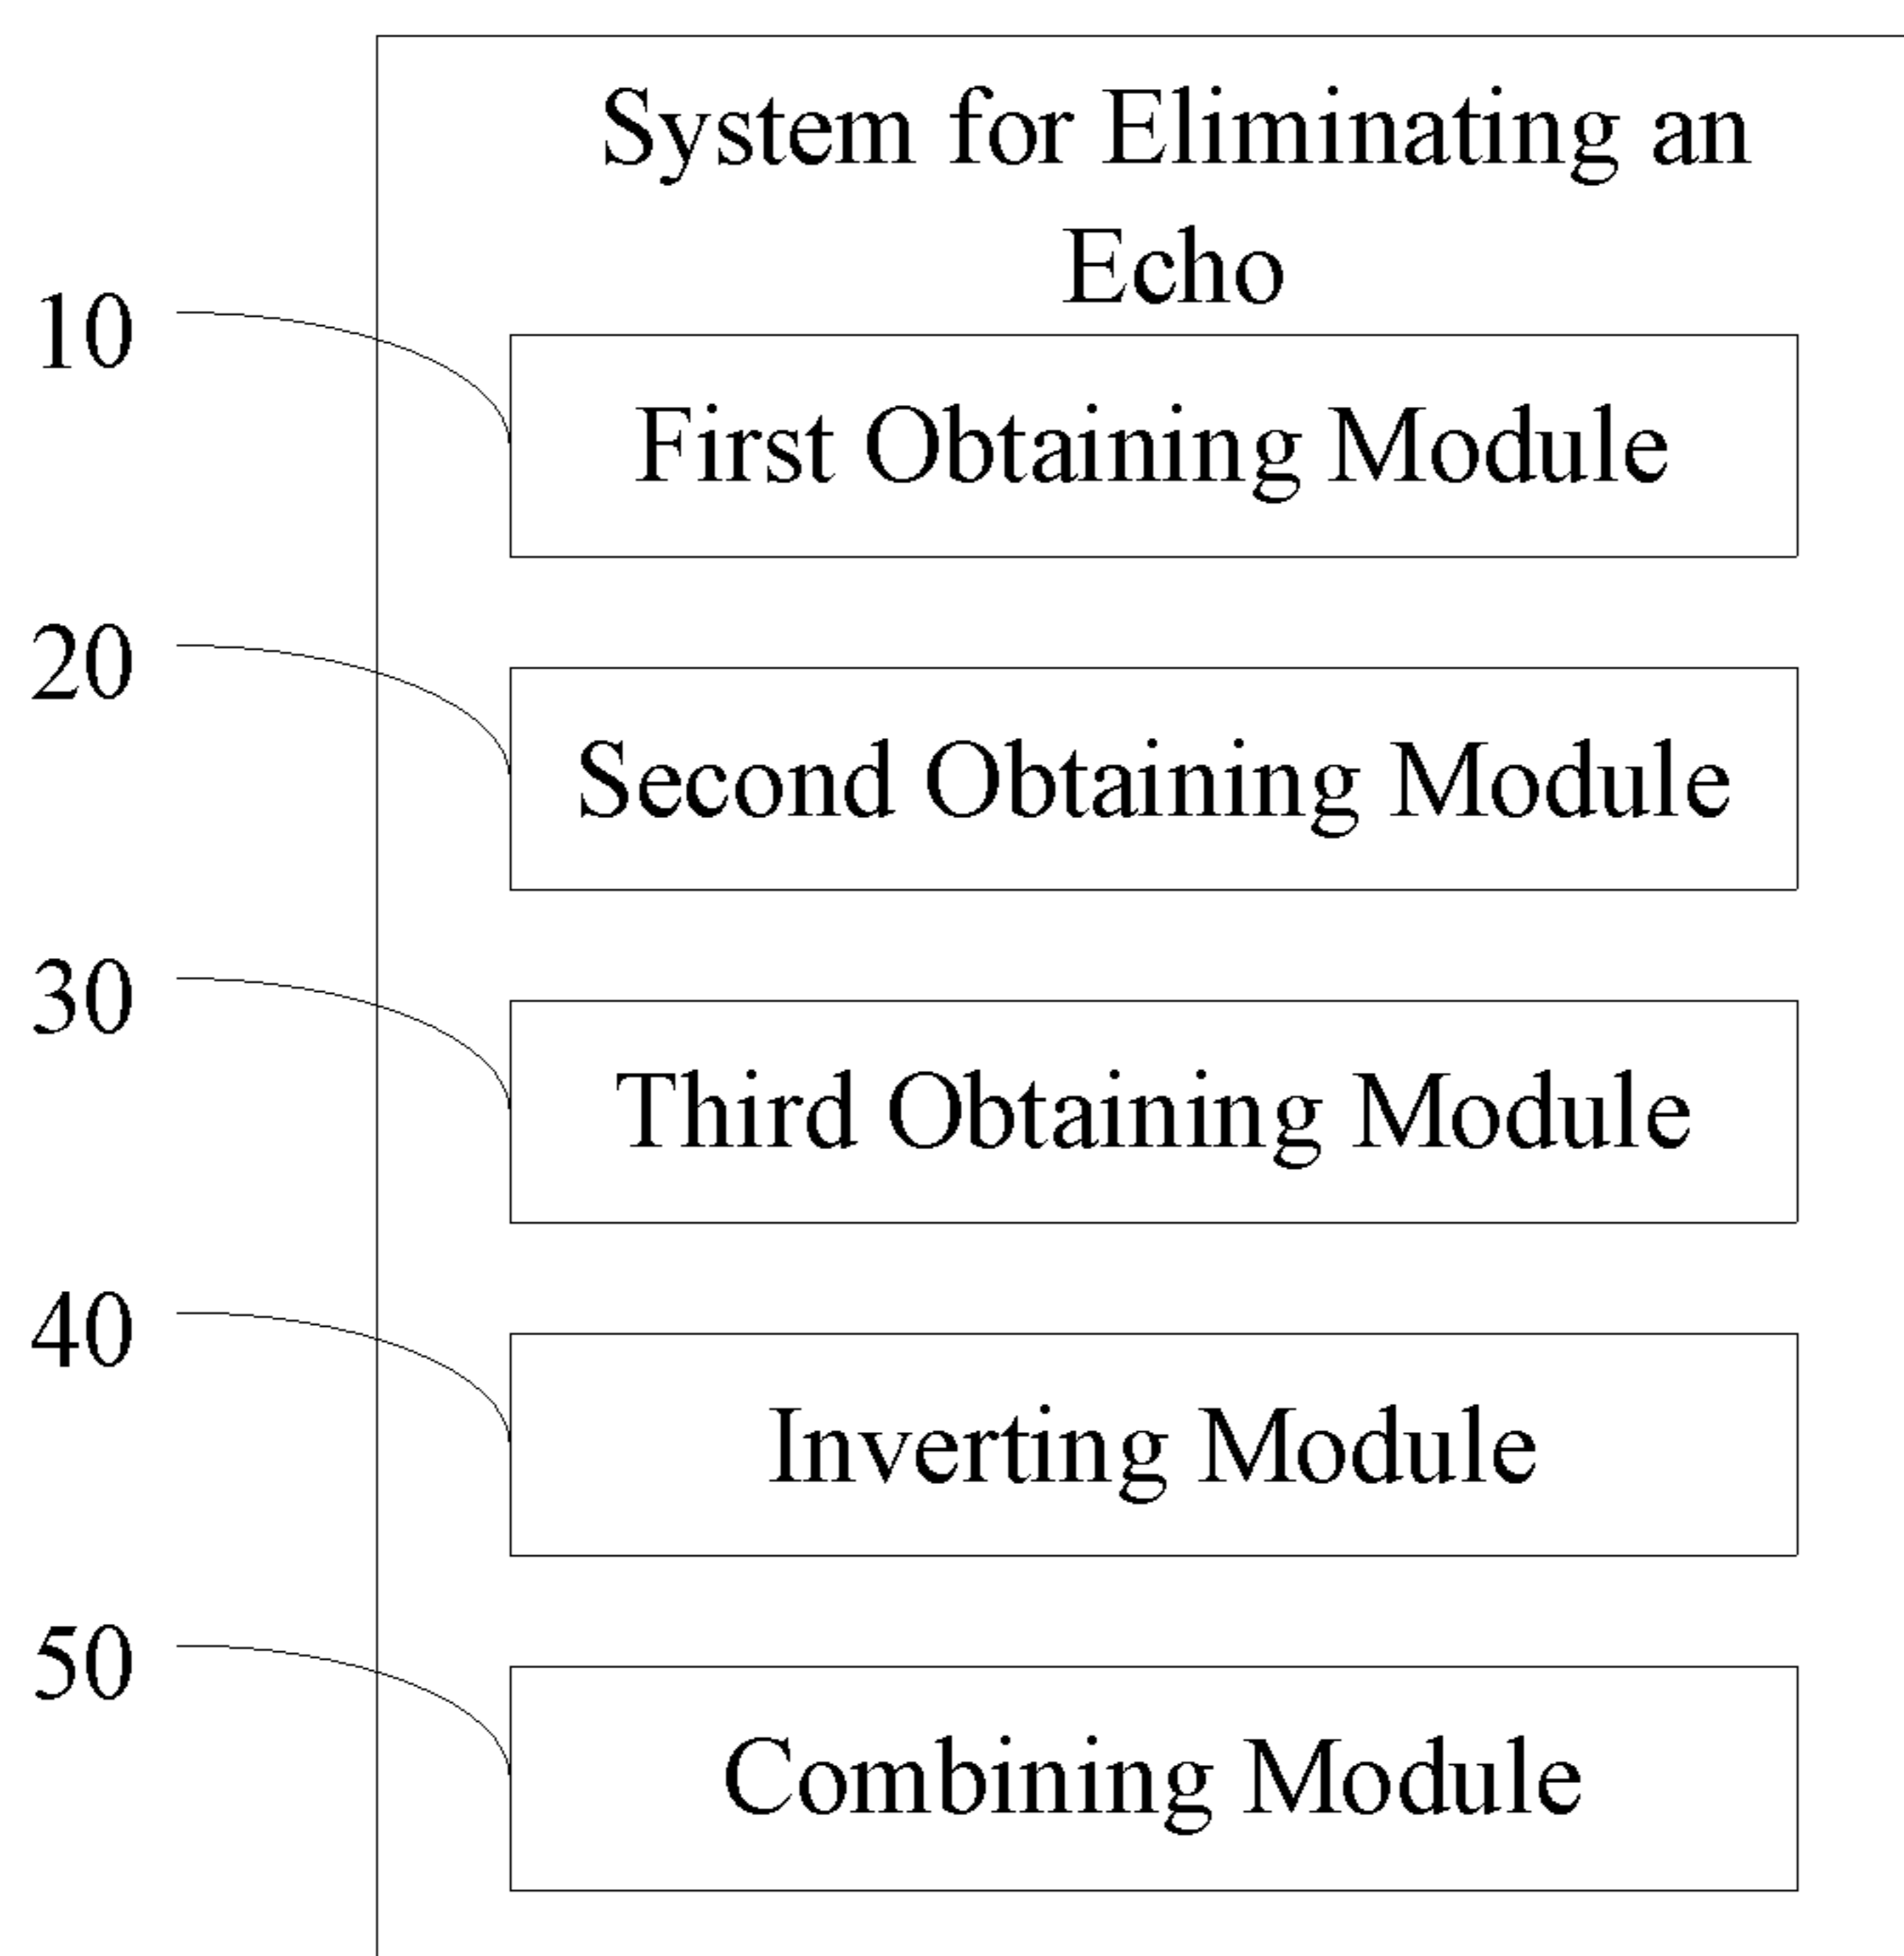 System for Eliminating an
Echo
10
First Obtaining Module
20
Second Obtaining Module
30
Third Obtaining Module
40
Inverting Module
50
Combining Module